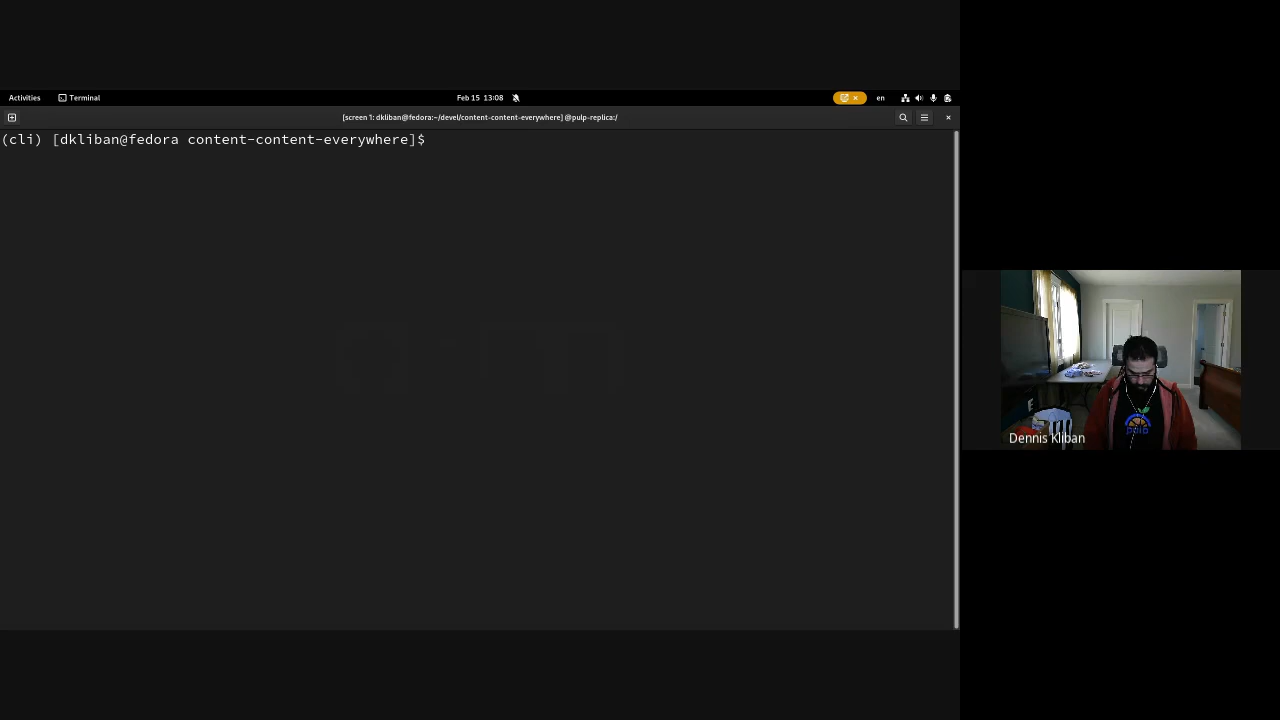 Activities
Terminal
Feb 15 13:08
en
[screen 1: dkliban@fedora:~/devel/content-content-everywhere] @pulp-replica:/
(cli) [dkliban@fedora content-content-everywhere]$
pulp
Dennis Kliban